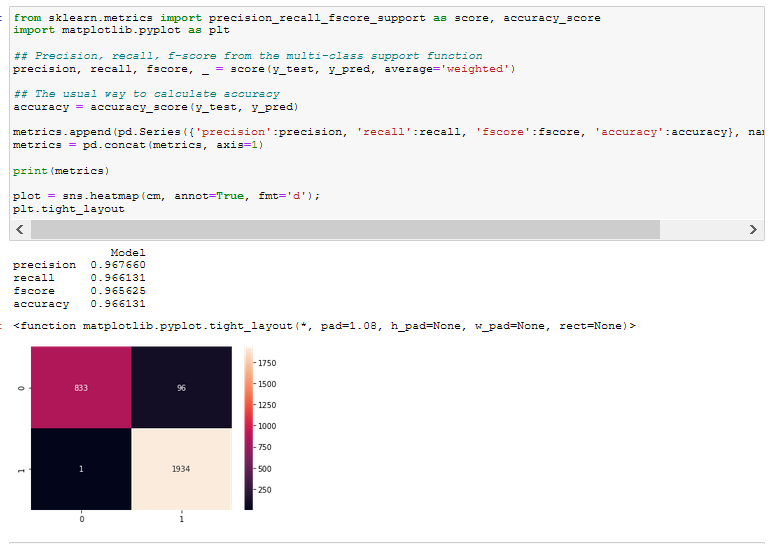 from sklearn.metrics import precision_recall_fscore_support as score, accuracy_score
import matplotlib.pyplot as plt
## Precision, recall, f-score from the multi-class support function
precision, recall, fscore, _ = score(y_test, y_pred, average='weighted')
## The usual way to calculate accuracy
accuracy = accuracy_score(y_test, y_pred)
metrics.append(pd.Series({'precision':precision, 'recall':recall, 'fscore':fscore, 'accuracy':accuracy},
metrics = pd.concat(metrics, axis=1)
print(metrics)
plot = sns.heatmap(cm, annot=True, fmt='d');
plt.tight_layout
Model
precision 0.967660
recall 0.966131
fscore 0.965625
accuracy 0.966131
<function matplotlib.pyplot.tight_layout(*, pad=1.08, h_pad=None, w_pad=None, rect=None)>
1750
0 833 96 1500
1250
1000
750
1 1 1934 500
250
0 1